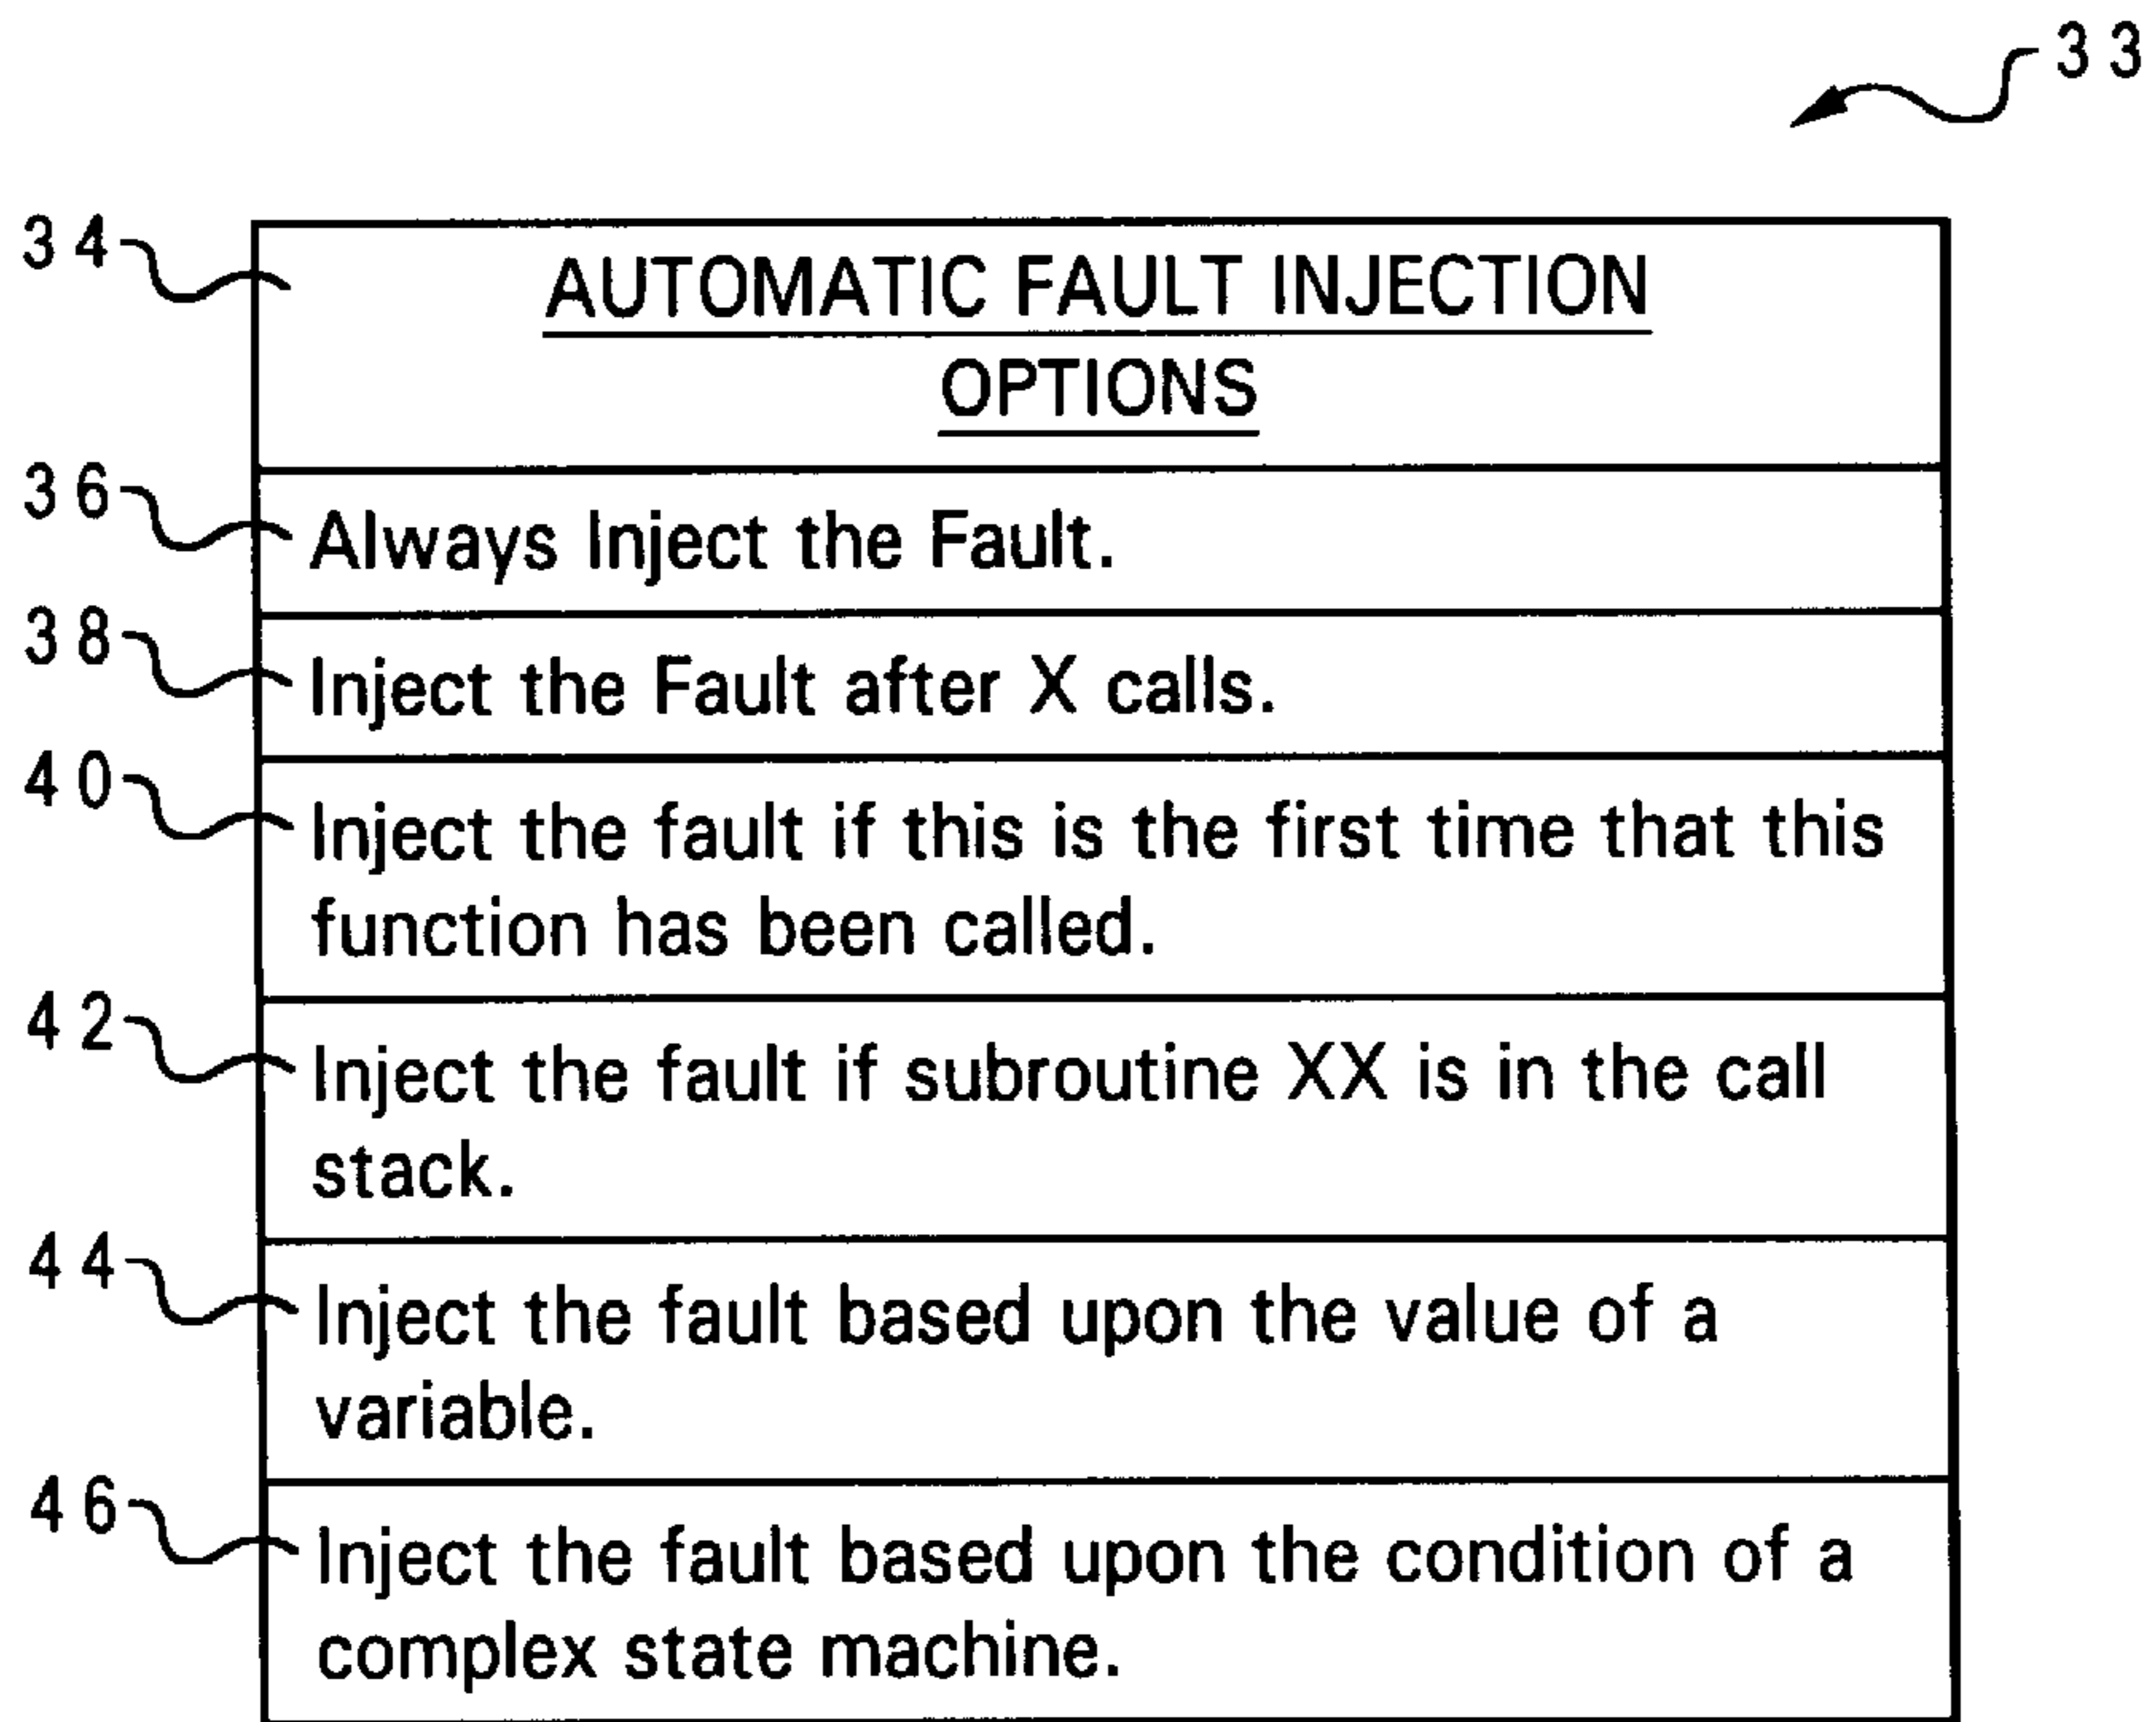 33
34
AUTOMATIC FAULT INJECTION
OPTIONS
36
Always Inject the Fault.
38
Inject the Fault after X calls.
40
Inject the fault if this is the first time that this
function has been called.
42
Inject the fault if subroutine XX is in the call
stack.
44
Inject the fault based upon the value of a
variable.
46
Inject the fault based upon the condition of a
complex state machine.